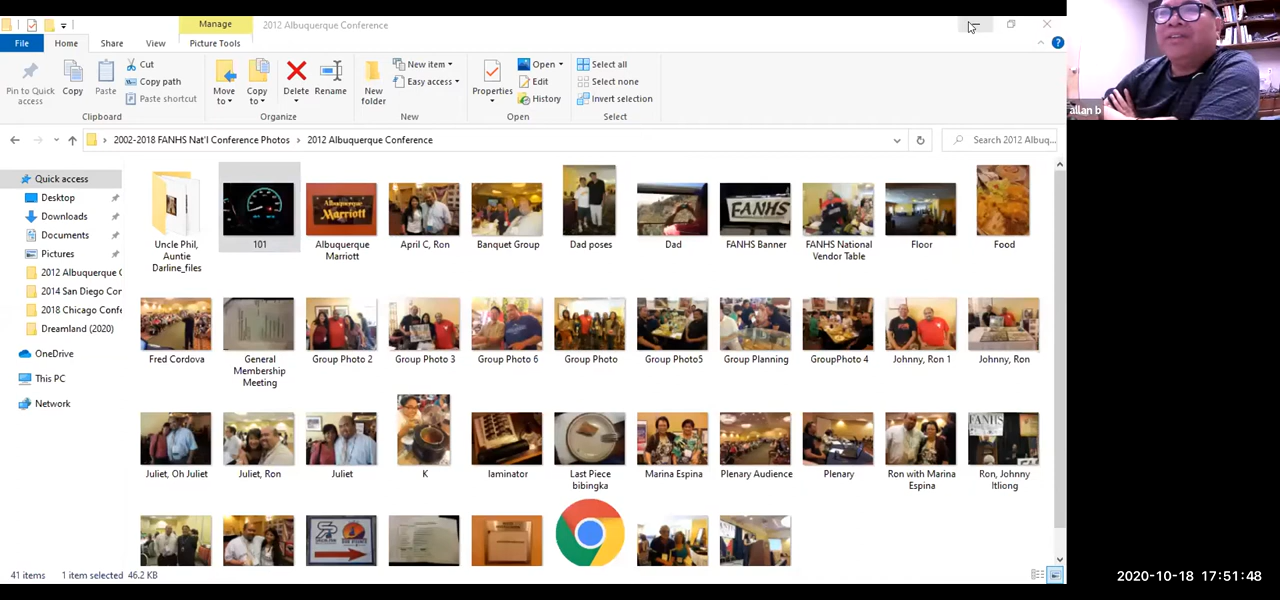 Manage
2012 Albuquerque Conference
File
Home
Share
View
Picture Tools
Pin to Quick access
Copy
Paste
Cut
Copy path
Paste shortcut
Clipboard
Move to
Copy to
Delete
Rename
Organize
New folder
New item
Easy access
New
Properties
Open
Edit
History
Open
Select all
Select none
Invert selection
Select
allan b
2002-2018 FANHS Nat'l Conference Photos > 2012 Albuquerque Conference
Search 2012 Albuq...
Quick access
Desktop
Downloads
Documents
Pictures
2012 Albuquerque C
2014 San Diego Cor
2018 Chicago Confe
Dreamland (2020)
OneDrive
This PC
Network
Albuquerque
Marriott
FANHS
Uncle Phil, Auntie Darline_files
101
Albuquerque Marriott
April C, Ron
Banquet Group
Dad poses
Dad
FANHS Banner
FANHS National Vendor Table
Floor
Food
Fred Cordova
General Membership Meeting
Group Photo 2
Group Photo 3
Group Photo 6
Group Photo
Group Photo5
Group Planning
GroupPhoto 4
Johnny, Ron 1
Johnny, Ron
FANHS
Juliet, Oh Juliet
Juliet, Ron
Juliet
K
laminator
Last Piece bibingka
Marina Espina
Plenary Audience
Plenary
Ron with Marina Espina
Ron, Johnny Itliong
41 items
1 item selected 46.2 KB
2020-10-18 17:51:48